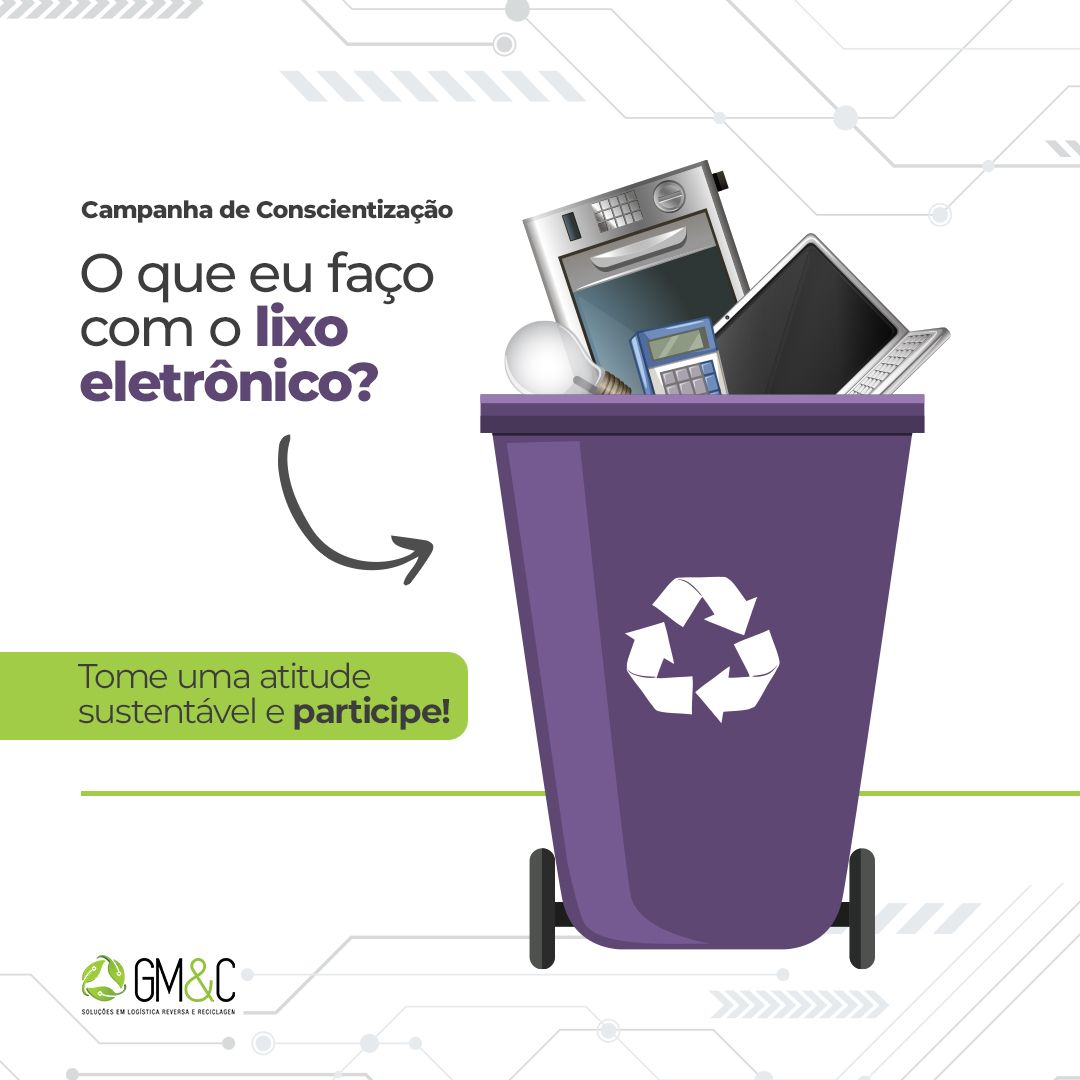 Campanha de Conscientização
O que eu faço
com o lixo
eletrônico?
Tome uma atitude
sustentável e participe!
GM&C
SOLUÇÕES EM LOGÍSTICA REVERSA E RECICLAGEN